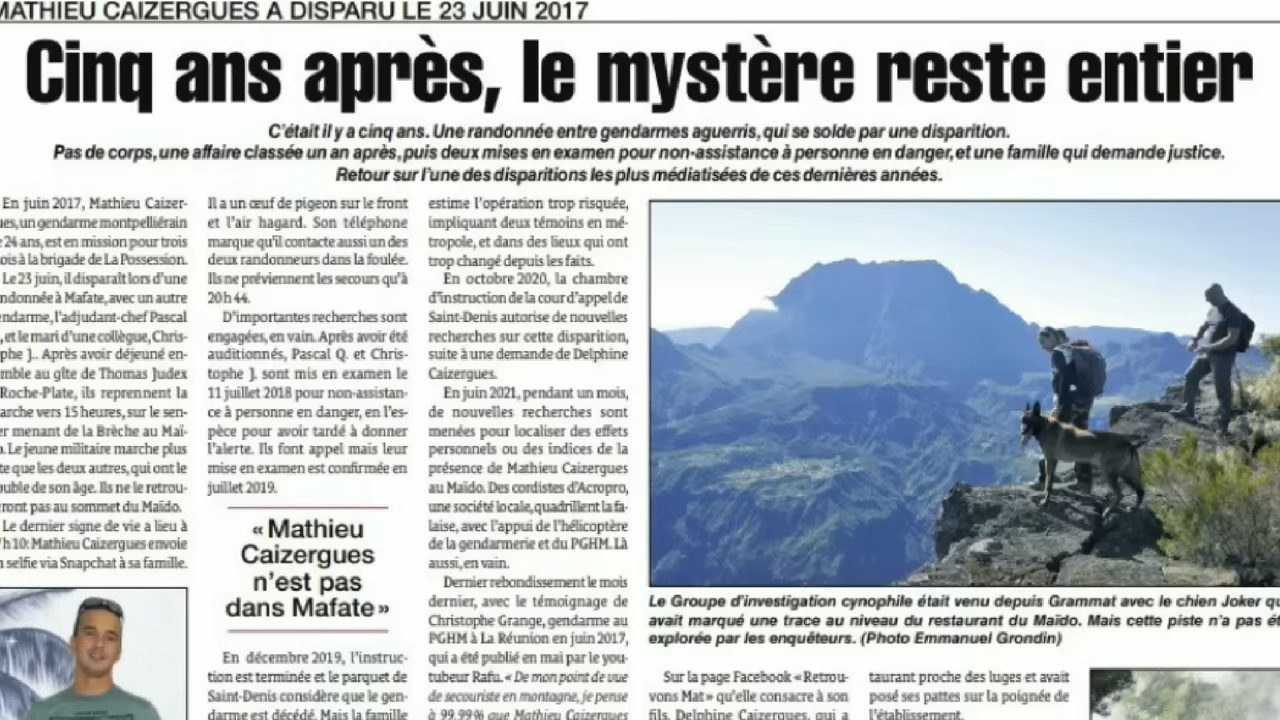 MATHIEU CAIZERGUES A DISPARU LE 23 JUIN 2017
Cinq ans après, le mystère reste entier
C'était il y a cinq ans. Une randonnée entre gendarmes aguerris, qui se solde par une disparition.
Pas de corps, une affaire classée un an après, puis deux mises en examen pour non-assistance à personne en danger, et une famille qui demande justice.
Retour sur l'une des disparitions les plus médiatisées de ces dernières années.
En juin 2017, Mathieu Caizer-
ues, un gendarme montpelliérain
24 ans, est en mission pour trois
ois à la brigade de La Possession.
Le 23 juin, il disparaît lors d'une
ndonnée à Mafate, avec un autre
endarme, l'adjudant-chef Pascal
, et le mari d'une collègue, Chris-
phe J.. Après avoir déjeuné en-
mble au gîte de Thomas Judex
Roche-Plate, ils reprennent la
arche vers 15 heures, sur le sen-
er menant de la Brèche au Maï-
o. Le jeune militaire marche plus
te que les deux autres, qui ont le
ouble de son âge. Ils ne le retrou-
eront pas au sommet du Maïdo.
Le dernier signe de vie a lieu à
h 10: Mathieu Caizergues envoie
n selfie via Snapchat à sa famille.
Il a un œuf de pigeon sur le front
et l'air hagard. Son téléphone
marque qu'il contacte aussi un des
deux randonneurs dans la foulée.
Ils ne préviennent les secours qu'à
20 h 44.
D'importantes recherches sont
engagées, en vain. Après avoir été
auditionnés, Pascal Q. et Chris-
tophe J. sont mis en examen le
11 juillet 2018 pour non-assistan-
ce à personne en danger, en l'es-
pèce pour avoir tardé à donner
l'alerte. Ils font appel mais leur
mise en examen est confirmée en
juillet 2019.
« Mathieu
Caizergues
n'est pas
dans Mafate »
En décembre 2019, l'instruc-
tion est terminée et le parquet de
Saint-Denis considère que le gen-
darme est décédé. Mais la famille
estime l'opération trop risquée,
impliquant deux témoins en mé-
tropole, et dans des lieux qui ont
trop changé depuis les faits.
En octobre 2020, la chambre
d'instruction de la cour d'appel de
Saint-Denis autorise de nouvelles
recherches sur cette disparition,
suite à une demande de Delphine
Caizergues.
En juin 2021, pendant un mois,
de nouvelles recherches sont
menées pour localiser des effets
personnels ou des indices de la
présence de Mathieu Caizergues
au Maïdo. Des cordistes d'Acropro,
une société locale, quadrillent la fa-
laise, avec l'appui de l'hélicoptère
de la gendarmerie et du PGHM. Là
aussi, en vain.
Dernier rebondissement le mois
dernier, avec le témoignage de
Christophe Grange, gendarme au
PGHM à La Réunion en juin 2017,
qui a été publié en mai par le you-
tubeur Rafu. « De mon point de vue
de secouriste en montagne, je pense
à 99,99% que Mathieu Caizergues
Le Groupe d'investigation cynophile était venu depuis Grammat avec le chien Joker qu
avait marqué une trace au niveau du restaurant du Maïdo. Mais cette piste n'a pas ét
explorée par les enquêteurs. (Photo Emmanuel Grondin)
Sur la page Facebook « Retrou-
vons Mat » qu'elle consacre à son
fils, Delphine Caizergues, qui a
taurant proche des luges et avait
posé ses pattes sur la poignée de
l'établissement.